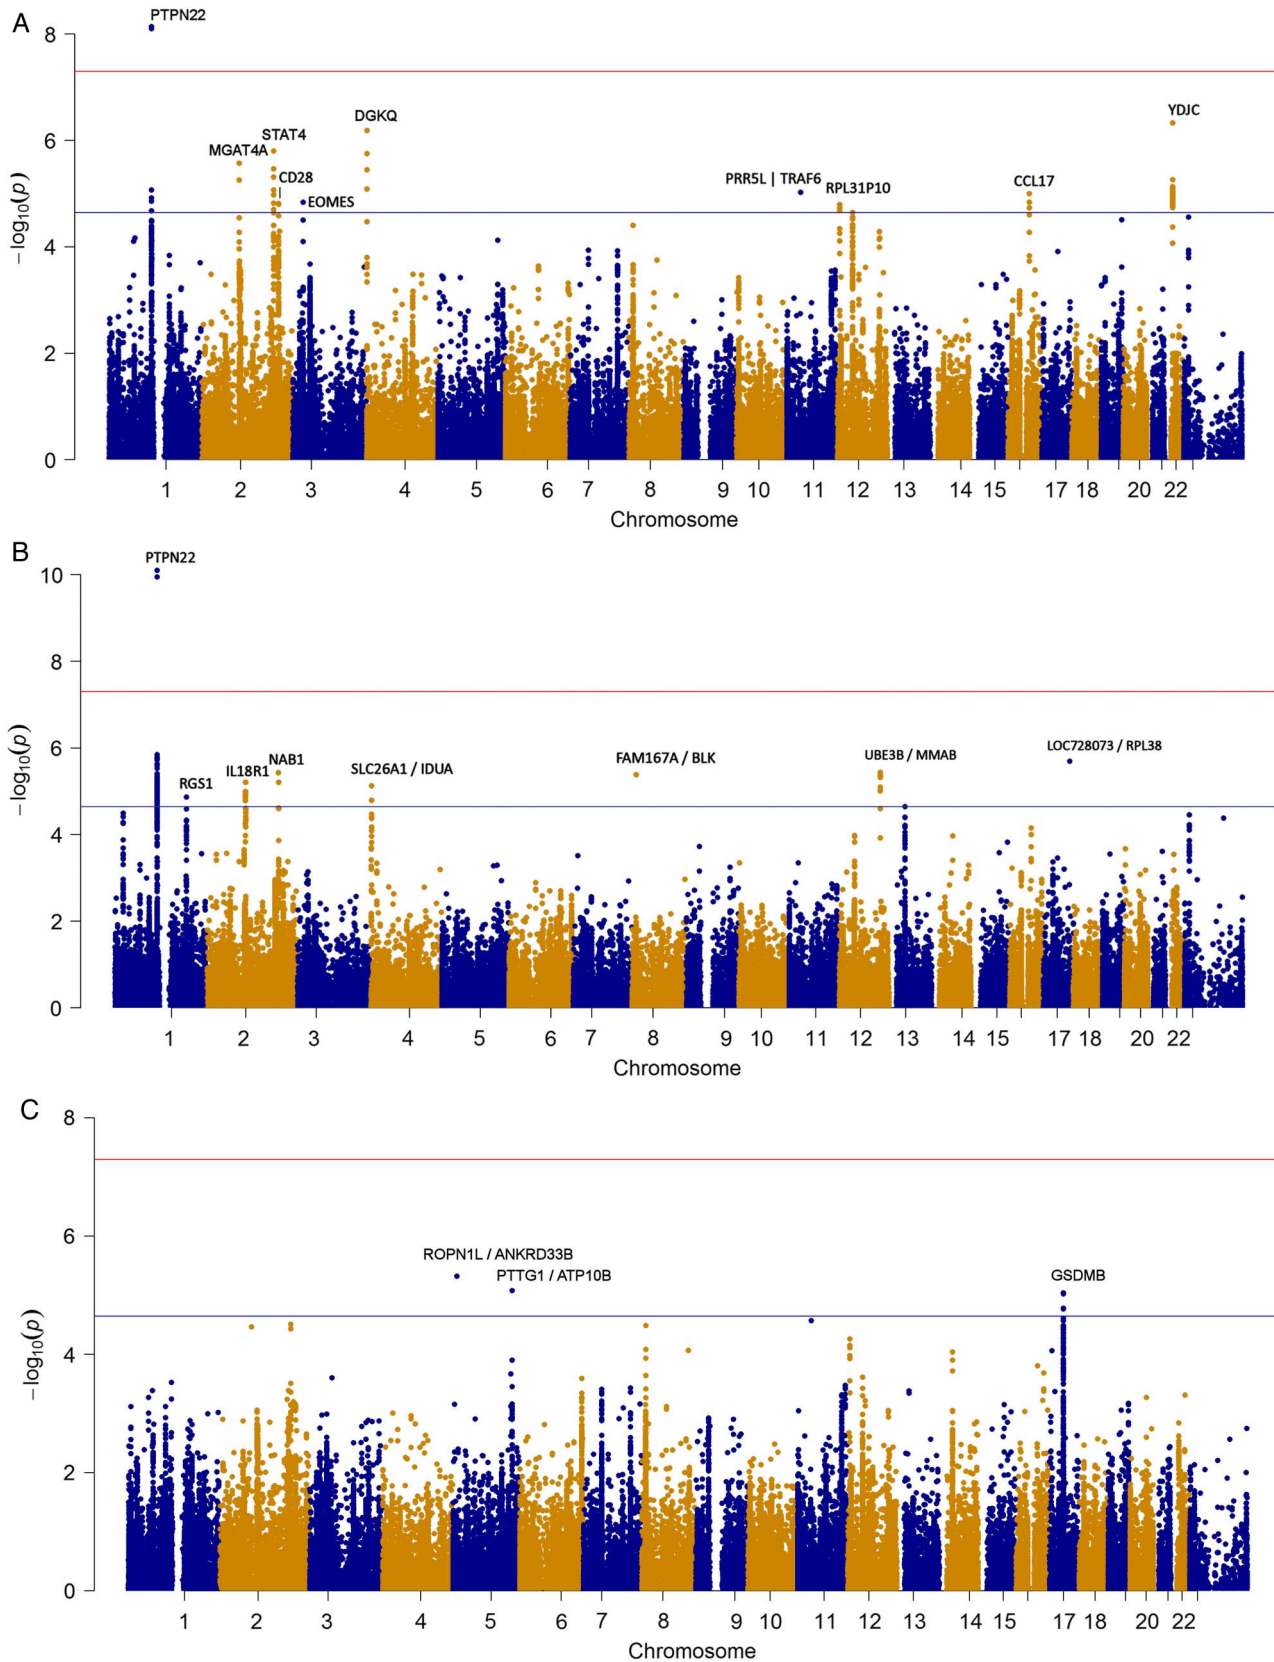 A
PTPN22
8
DGKQ
YDJC
6
STAT4
MGAT4A
CD28
PRR5L | TRAF6
RPL31P10
CCL17
EOMES
−log10(p)
4
2
0
1 2 3 4 5 6 7 8 9 10 11 12 13 14 15 17 18 20 22
Chromosome
B
PTPN22
10
8
6
LOC728073 / RPL38
NAB1
FAM167A / BLK
UBE3B / MMAB
IL18R1
SLC26A1 / IDUA
RGS1
−log10(p)
4
2
0
1 2 3 4 5 6 7 8 9 10 11 12 13 14 15 17 18 20 22
Chromosome
C
8
6
ROPN1L / ANKRD33B
PTTG1 / ATP10B
GSDMB
−log10(p)
4
2
0
1 2 3 4 5 6 7 8 9 10 11 12 13 14 15 17 18 20 22
Chromosome